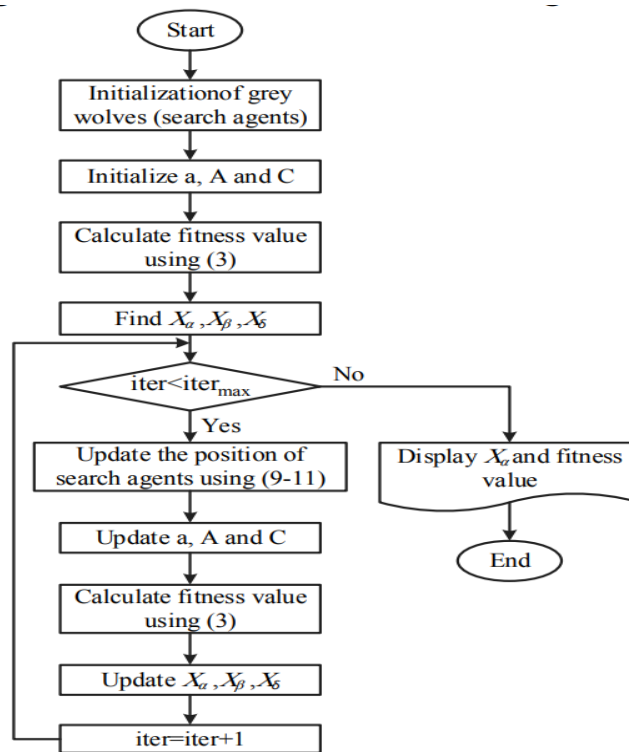 Start
Initializationof grey
wolves (search agents)
Initialize a, A and C
Calculate fitness value
using (3)
Find Xα ,Xβ ,Xδ
iter<itermax
No
Yes
Update the position of
search agents using (9-11)
Display Xα and fitness
value
Update a, A and C
End
Calculate fitness value
using (3)
Update Xα ,Xβ ,Xδ
iter=iter+1